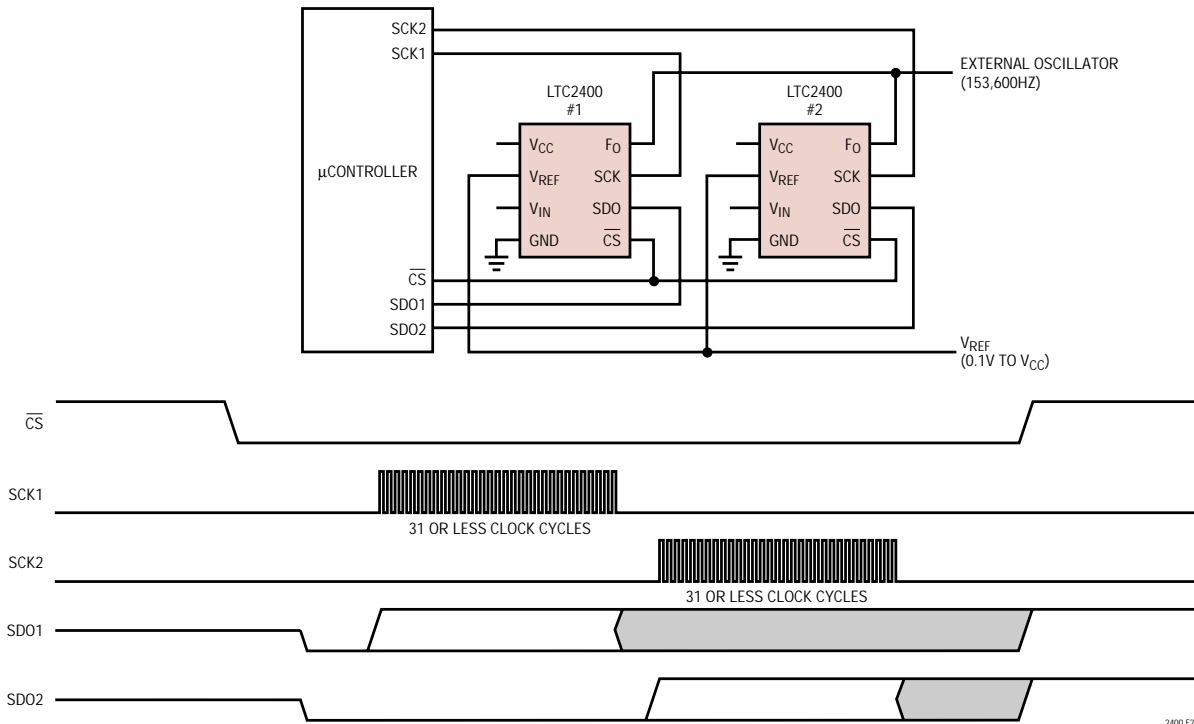 SCK2
SCK1
EXTERNAL OSCILLATOR
(153,600HZ)
LTC2400
#1
LTC2400
#2
µCONTROLLER
VCC
FO
VREF
SCK
VIN
SDO
GND
CS
VCC
FO
VREF
SCK
VIN
SDO
GND
CS
CS
SDO1
SDO2
VREF
(0.1V TO VCC)
CS
SCK1
31 OR LESS CLOCK CYCLES
SCK2
31 OR LESS CLOCK CYCLES
SDO1
SDO2